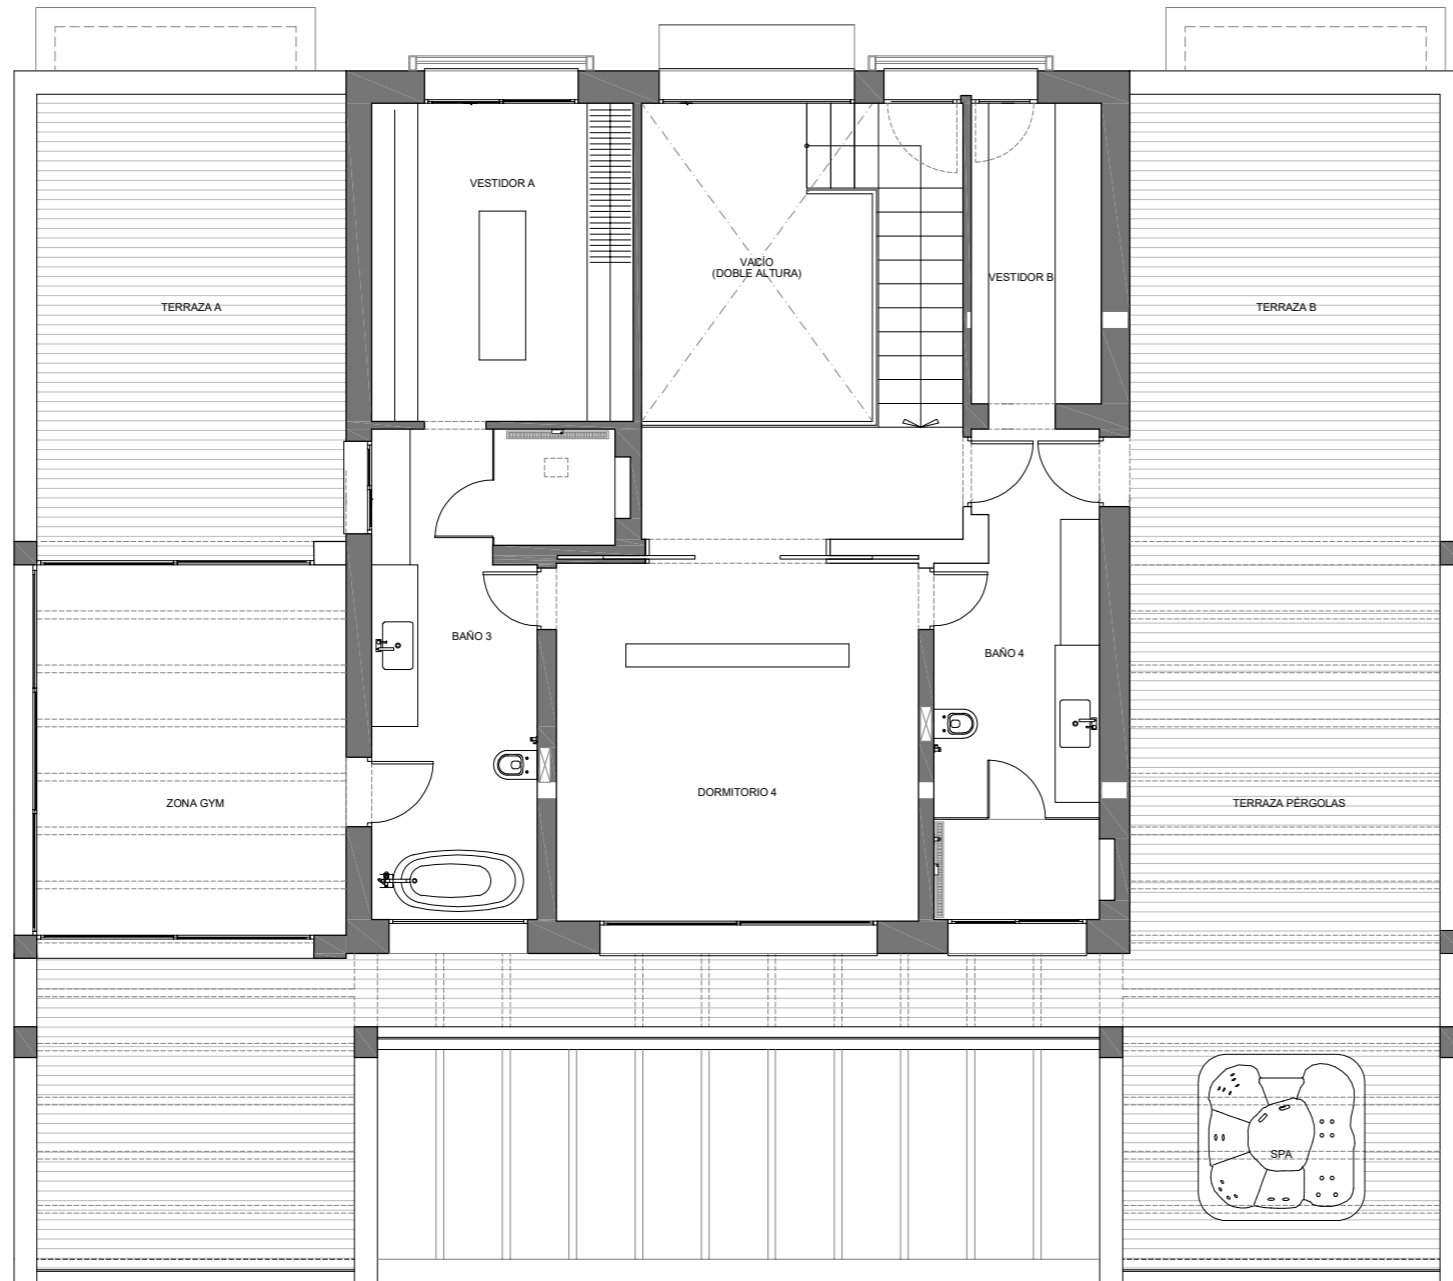 VESTIDOR A
VACÍO
(DOBLE ALTURA)
VESTIDOR B
TERRAZA A
TERRAZA B
BAÑO 3
BAÑO 4
DORMITORIO 4
ZONA GYM
TERRAZA PÉRGOLAS
SPA